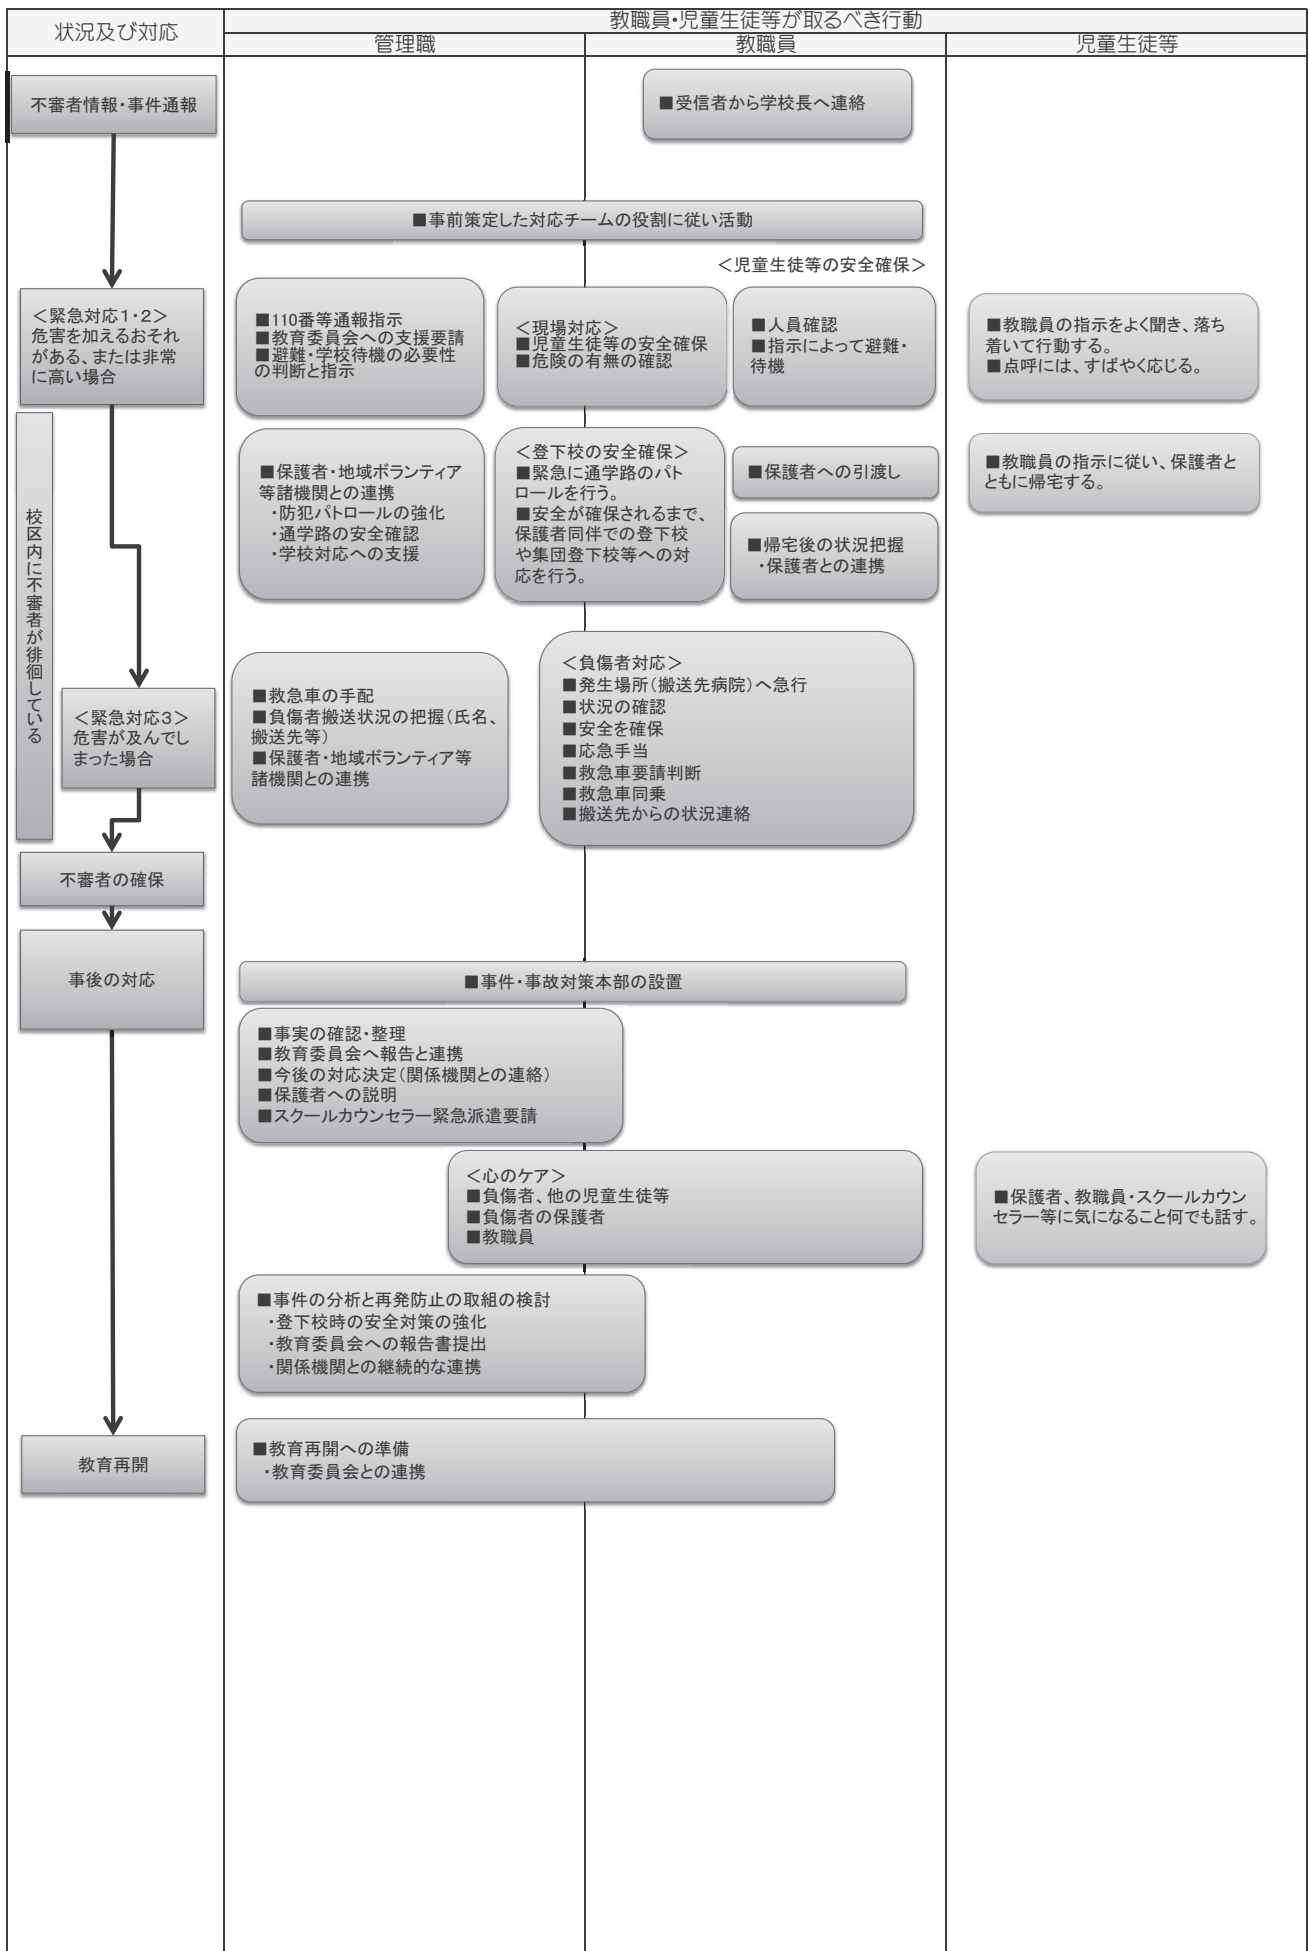 状況及び対応
教職員・児童生徒等が取るべき行動
管理職
教職員
児童生徒等
不審者情報・事件通報
■受信者から学校長へ連絡
■事前策定した対応チームの役割に従い活動
＜児童生徒等の安全確保＞
＜緊急対応１・２＞
危害を加えるおそれ
がある、または非常
に高い場合
■110番等通報指示
■教育委員会への支援要請
■避難・学校待機の必要性
の判断と指示
＜現場対応＞
■児童生徒等の安全確保
■危険の有無の確認
■人員確認
■指示によって避難・
待機
■教職員の指示をよく聞き、落ち
着いて行動する。
■点呼には、すばやく応じる。
校区内に不審者が徘徊している
■保護者・地域ボランティア
等諸機関との連携
・防犯パトロールの強化
・通学路の安全確認
・学校対応への支援
＜登下校の安全確保＞
■緊急に通学路のパト
ロールを行う。
■安全が確保されるまで、
保護者同伴での登下校
や集団登下校等への対
応を行う。
■保護者への引渡し
■帰宅後の状況把握
・保護者との連携
■教職員の指示に従い、保護者と
ともに帰宅する。
＜緊急対応３＞
危害が及んでし
まった場合
■救急車の手配
■負傷者搬送状況の把握（氏名、
搬送先等）
■保護者・地域ボランティア等
諸機関との連携
＜負傷者対応＞
■発生場所（搬送先病院）へ急行
■状況の確認
■安全を確保
■応急手当
■救急車要請判断
■救急車同乗
■搬送先からの状況連絡
不審者の確保
事後の対応
■事件・事故対策本部の設置
■事実の確認・整理
■教育委員会へ報告と連携
■今後の対応決定（関係機関との連絡）
■保護者への説明
■スクールカウンセラー緊急派遣要請
＜心のケア＞
■負傷者、他の児童生徒等
■負傷者の保護者
■教職員
■保護者、教職員・スクールカウン
セラー等に気になること何でも話す。
■事件の分析と再発防止の取組の検討
・登下校時の安全対策の強化
・教育委員会への報告書提出
・関係機関との継続的な連携
教育再開
■教育再開への準備
・教育委員会との連携